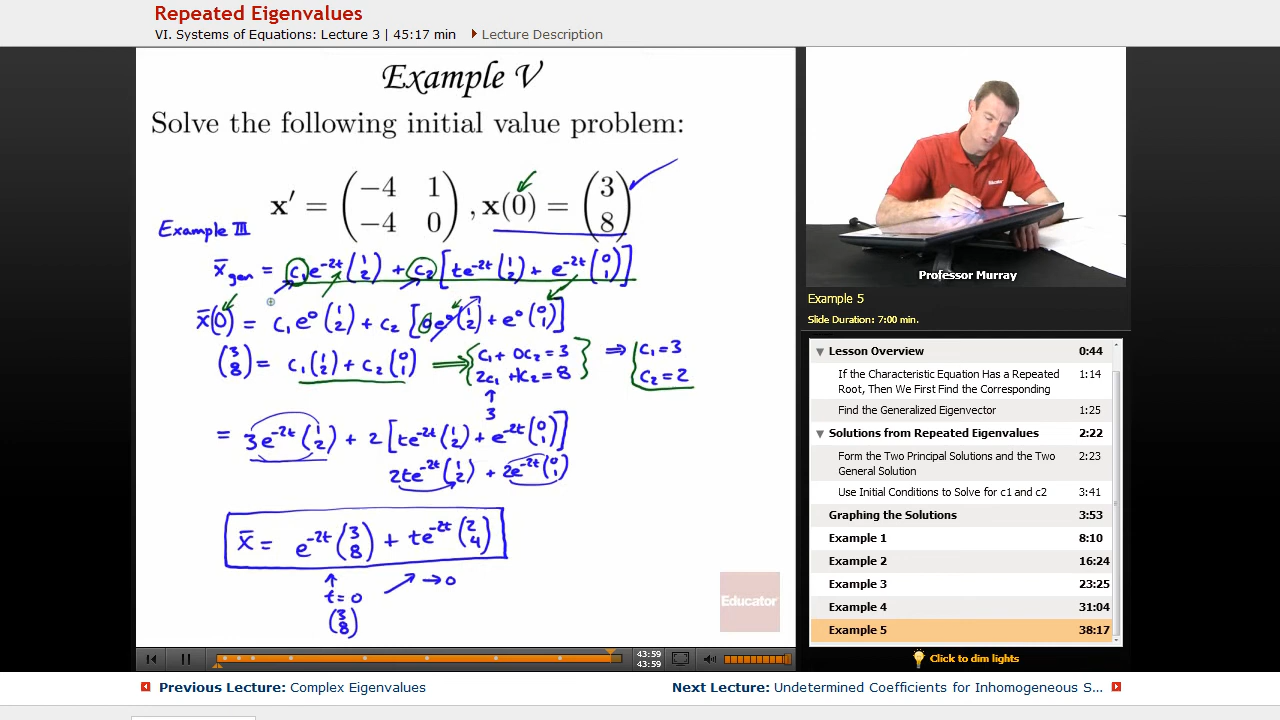 Repeated Eigenvalues
VI. Systems of Equations: Lecture 3 | 45:17 min
Lecture Description
Example V
Solve the following initial value problem:
x′ = (−4 1; −4 0), x(0) = (3; 8)
Example III
x̄gen = c₁e⁻²ᵗ (1; 2) + c₂ [te⁻²ᵗ (1; 2) + e⁻²ᵗ (0; 1)]
x̄(0) = c₁e⁰ (1; 2) + c₂ [0e⁰ (1; 2) + e⁰ (0; 1)]
(3; 8) = c₁ (1; 2) + c₂ (0; 1) ⇒ { c₁ + 0c₂ = 3 ⇒ { c₁ = 3
2c₁ + 1c₂ = 8 c₂ = 2
↑
3
= 3e⁻²ᵗ (1; 2) + 2 [te⁻²ᵗ (1; 2) + e⁻²ᵗ (0; 1)]
2te⁻²ᵗ (1; 2) + 2e⁻²ᵗ (0; 1)
x̄ = e⁻²ᵗ (3; 8) + te⁻²ᵗ (2; 4)
↑ ↗ → 0
t = 0
(3; 8)
Educator
43:59
43:59
Professor Murray
Example 5
Slide Duration: 7:00 min.
Lesson Overview 0:44
If the Characteristic Equation Has a Repeated 1:14
Root, Then We First Find the Corresponding
Find the Generalized Eigenvector 1:25
Solutions from Repeated Eigenvalues 2:22
Form the Two Principal Solutions and the Two 2:23
General Solution
Use Initial Conditions to Solve for c1 and c2 3:41
Graphing the Solutions 3:53
Example 1 8:10
Example 2 16:24
Example 3 23:25
Example 4 31:04
Example 5 38:17
Click to dim lights
Previous Lecture: Complex Eigenvalues
Next Lecture: Undetermined Coefficients for Inhomogeneous S...